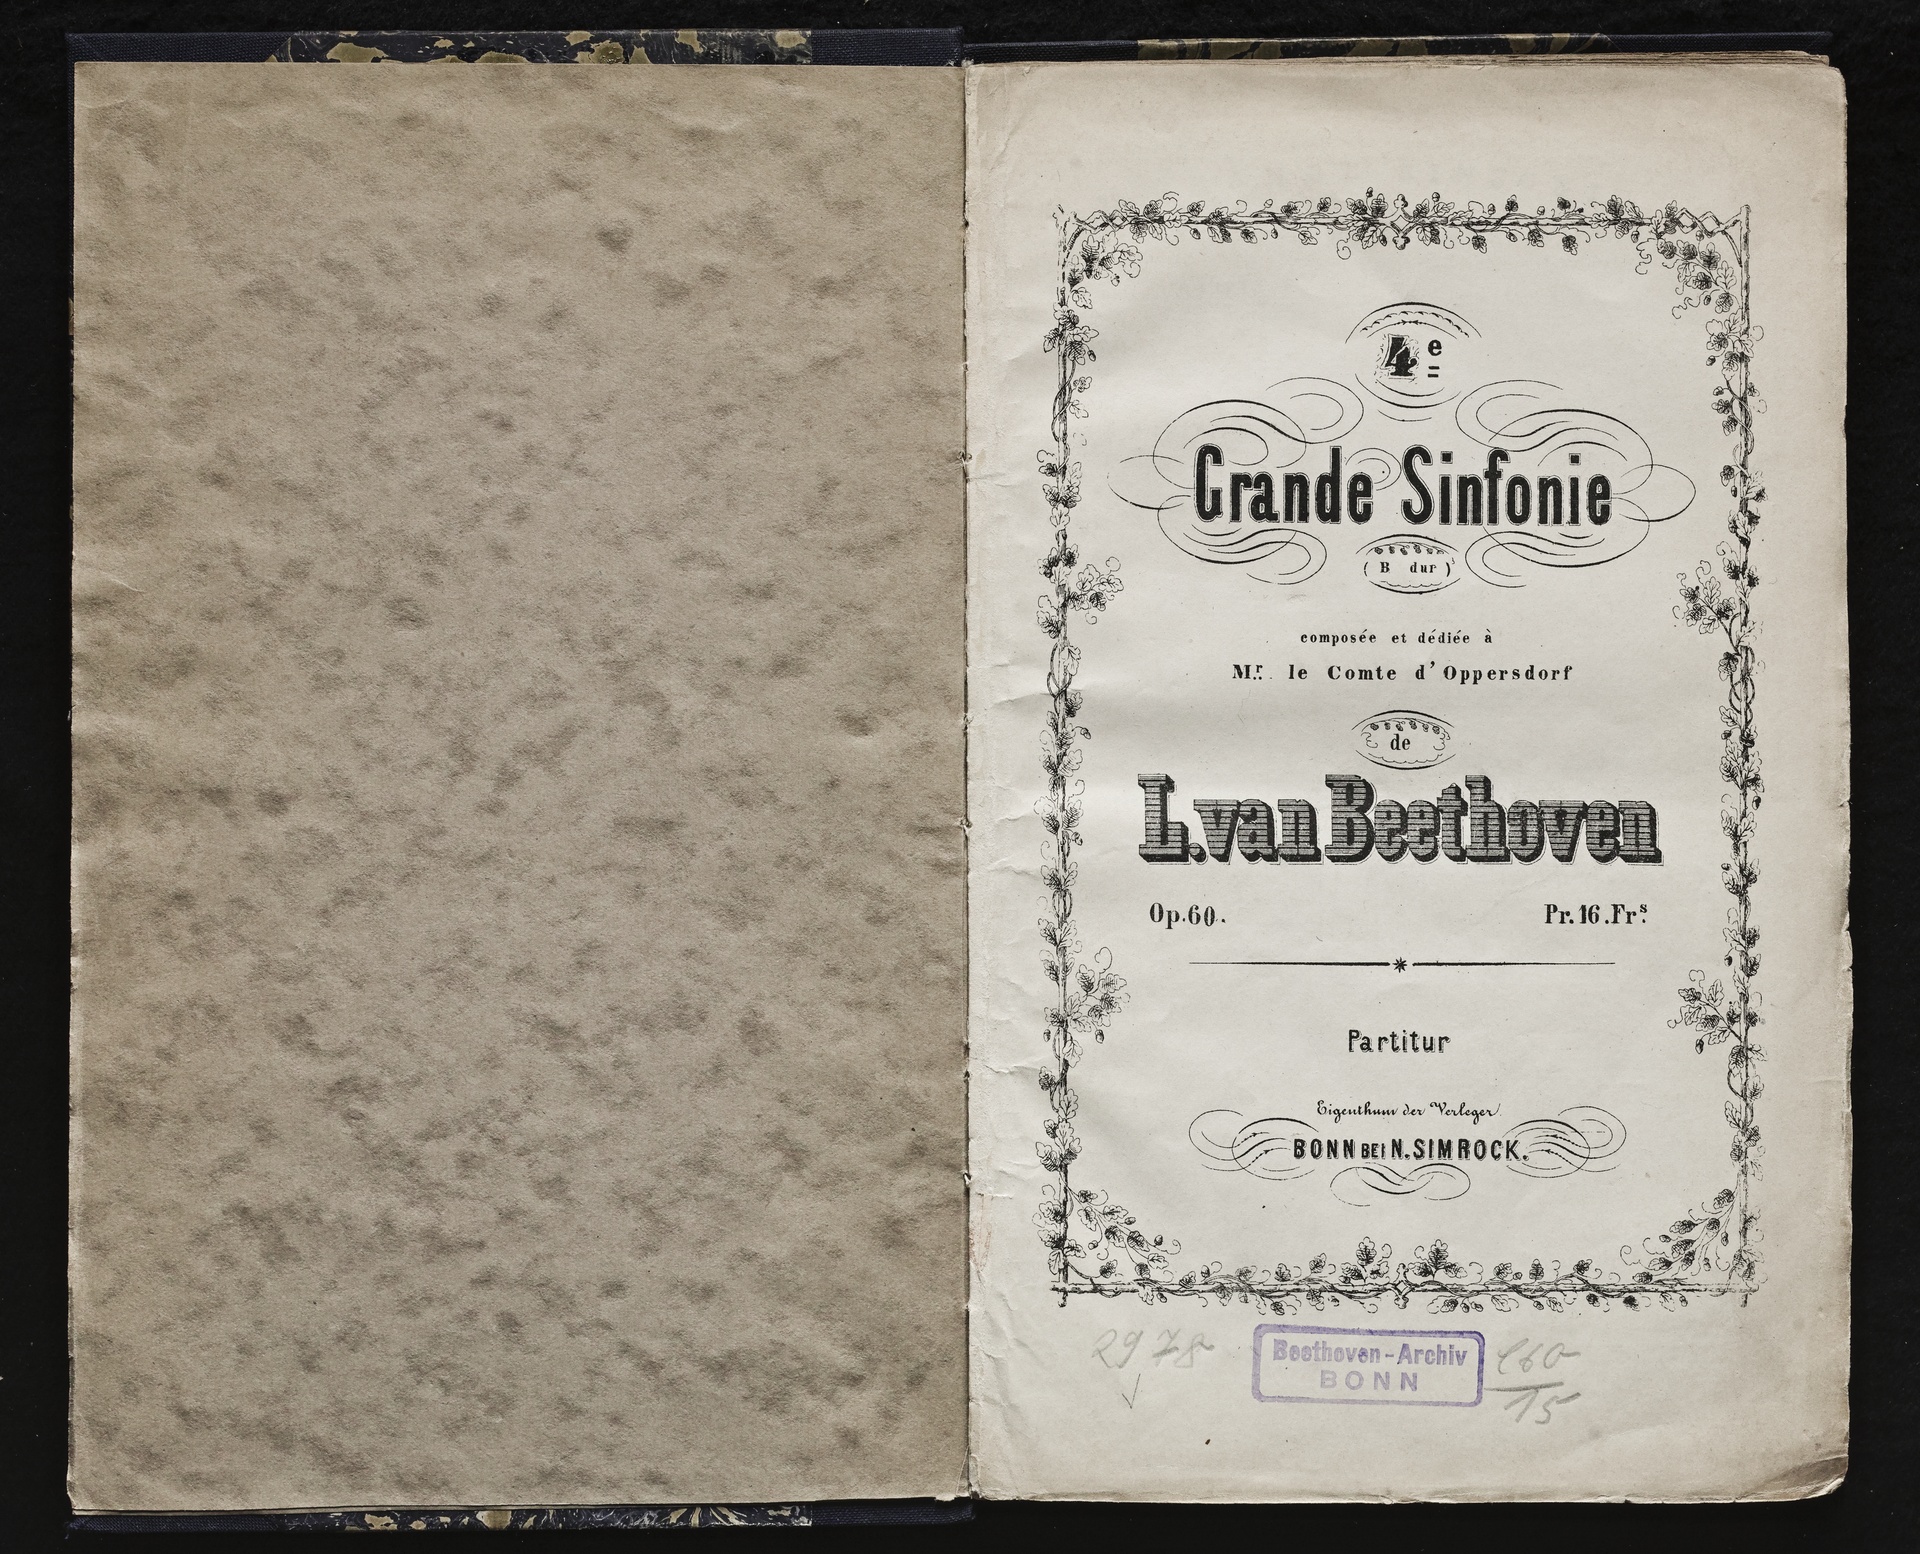 4e
Grande Sinfonie
( B dur )
composée et dédiée à
Mr. le Comte d'Oppersdorf
de
L. van Beethoven
Op. 60. Pr. 16. Frs.
Partitur
Eigenthum der Verleger.
BONN BEI N. SIMROCK.
2978
Beethoven-Archiv
BONN
15